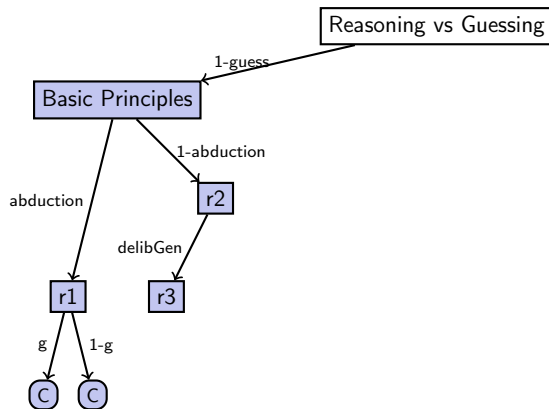 Reasoning vs Guessing
1-guess
Basic Principles
1-abduction
abduction
r2
delibGen
r1
r3
g
1-g
C
C